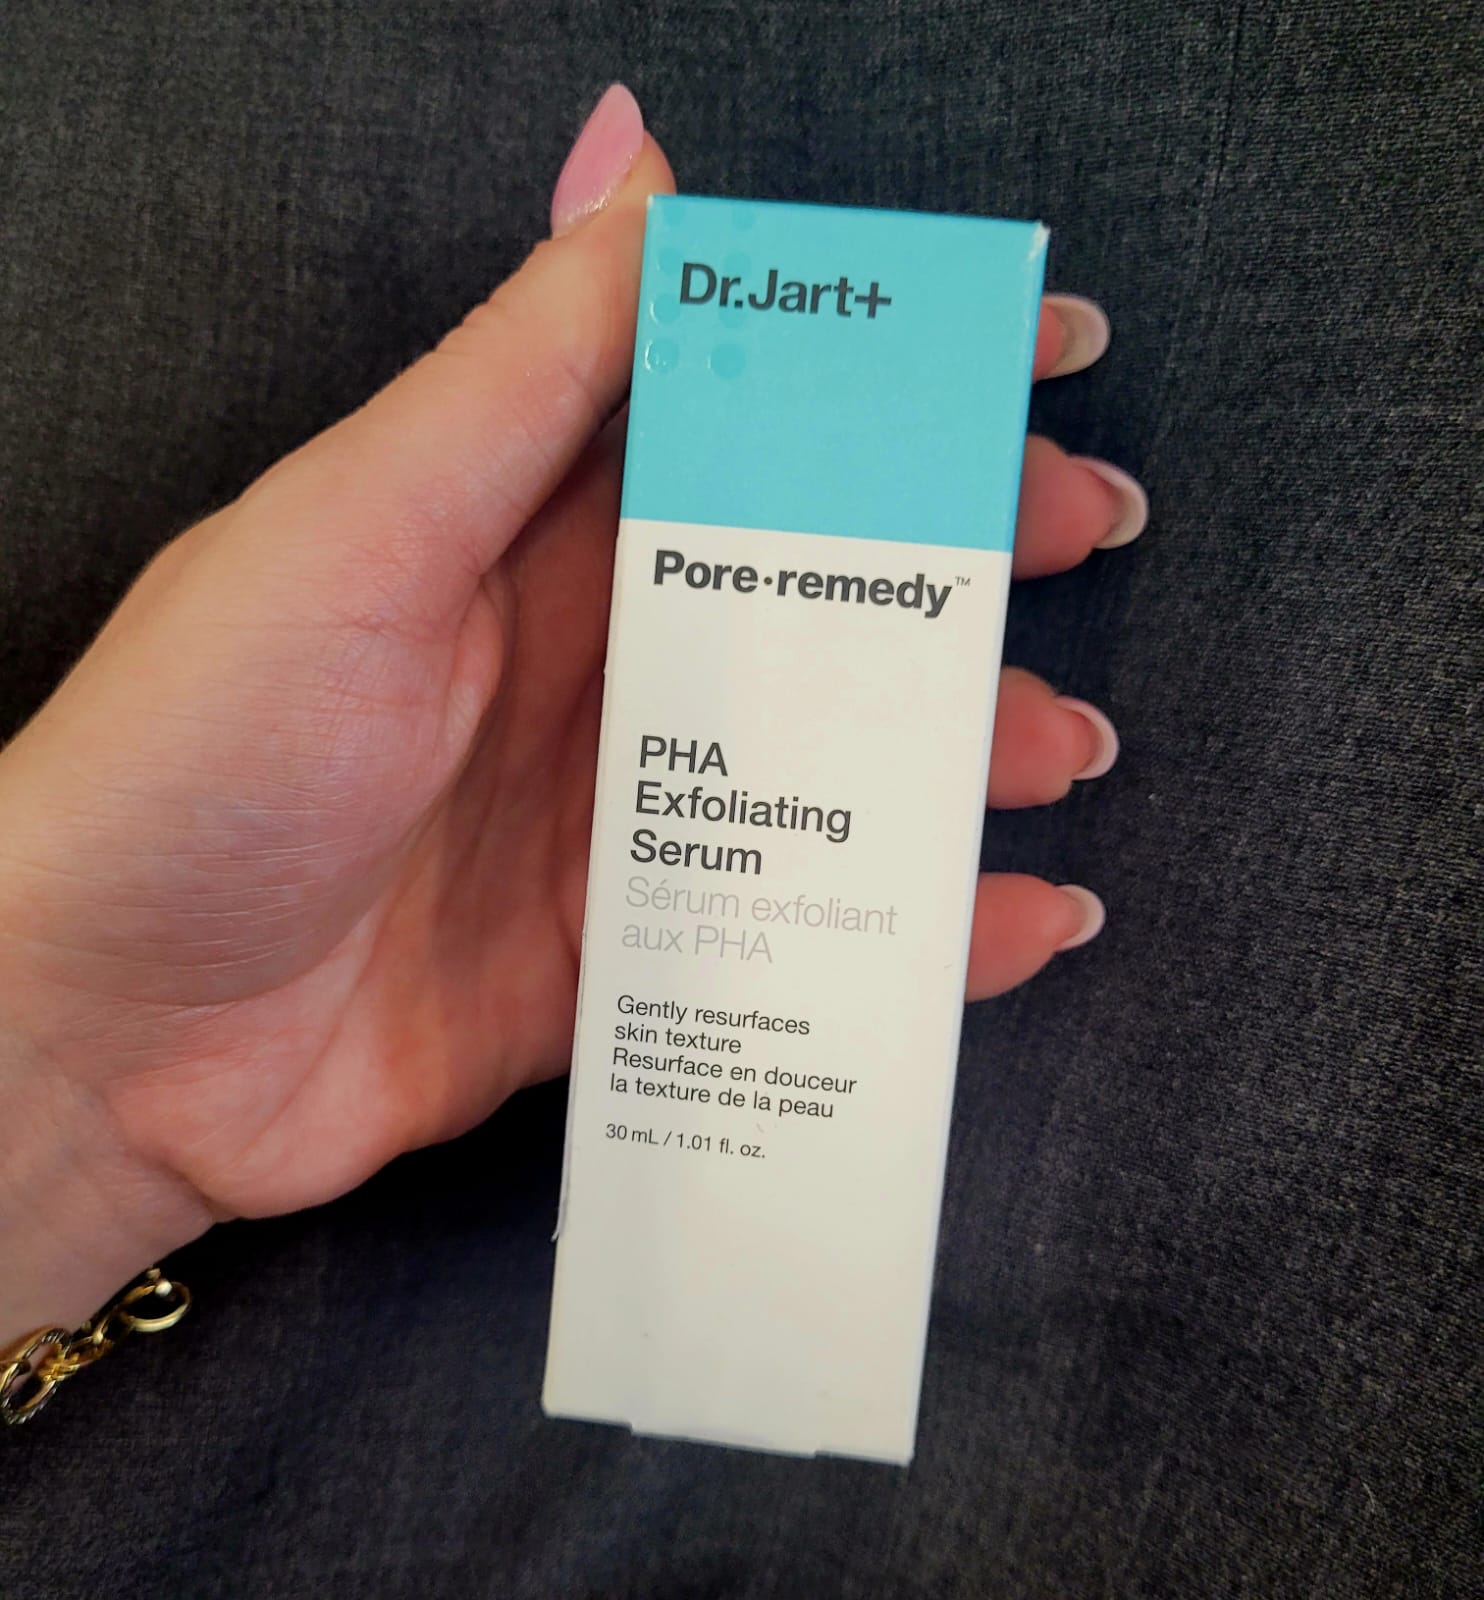 Dr.Jart+
Pore·remedy™
PHA
Exfoliating
Serum
Sérum exfoliant
aux PHA
Gently resurfaces
skin texture
Resurface en douceur
la texture de la peau
30 mL / 1.01 fl. oz.